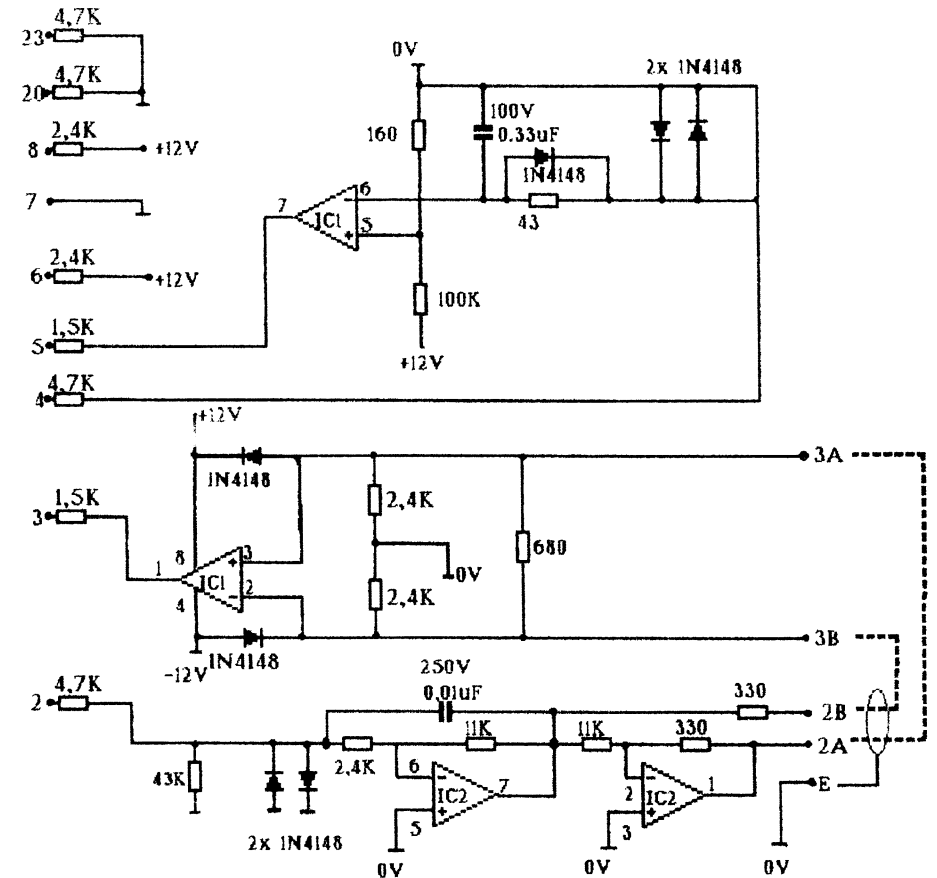 4,7K
23
4,7K
20
2,4K
8
+12V
7
2,4K
6
+12V
1,5K
5
4,7K
4
0V
2x 1N4148
100V
0.33uF
160
1N4148
43
7
6
IC1
5
100K
+12V
+12V
1N4148
1,5K
3
1
8
3
IC1
2
4
2,4K
0V
2,4K
680
3A
3B
-12V
1N4148
250V
0,01uF
4,7K
2
330
2B
11K
11K
330
2A
43K
2,4K
6
IC2
7
5
2
IC2
1
3
E
2x 1N4148
0V
0V
0V